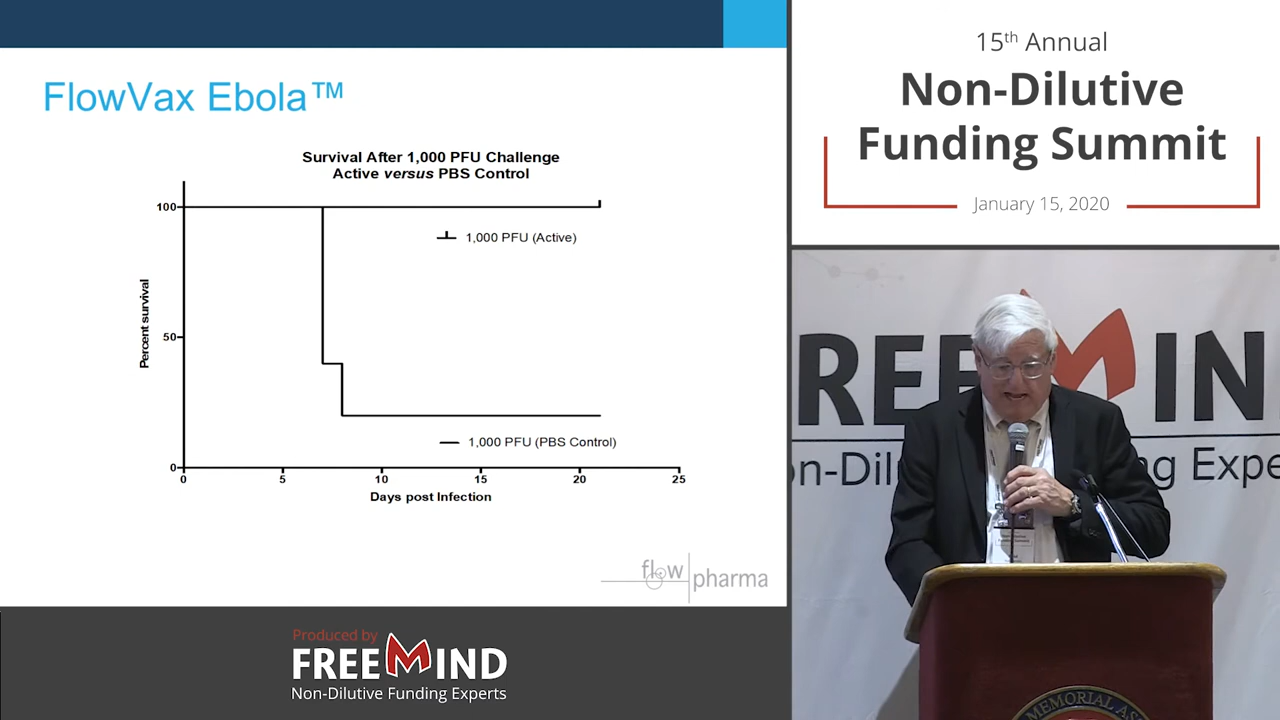 FlowVax Ebola™
Survival After 1,000 PFU Challenge
Active versus PBS Control
100
50
0
Percent survival
1,000 PFU (Active)
1,000 PFU (PBS Control)
0 5 10 15 20 25
Days post Infection
flow pharma
Produced by
FREEMIND
Non-Dilutive Funding Experts
15th Annual
Non-Dilutive
Funding Summit
January 15, 2020
REE IN
on-Dil g Expe
MEMORIAL AS